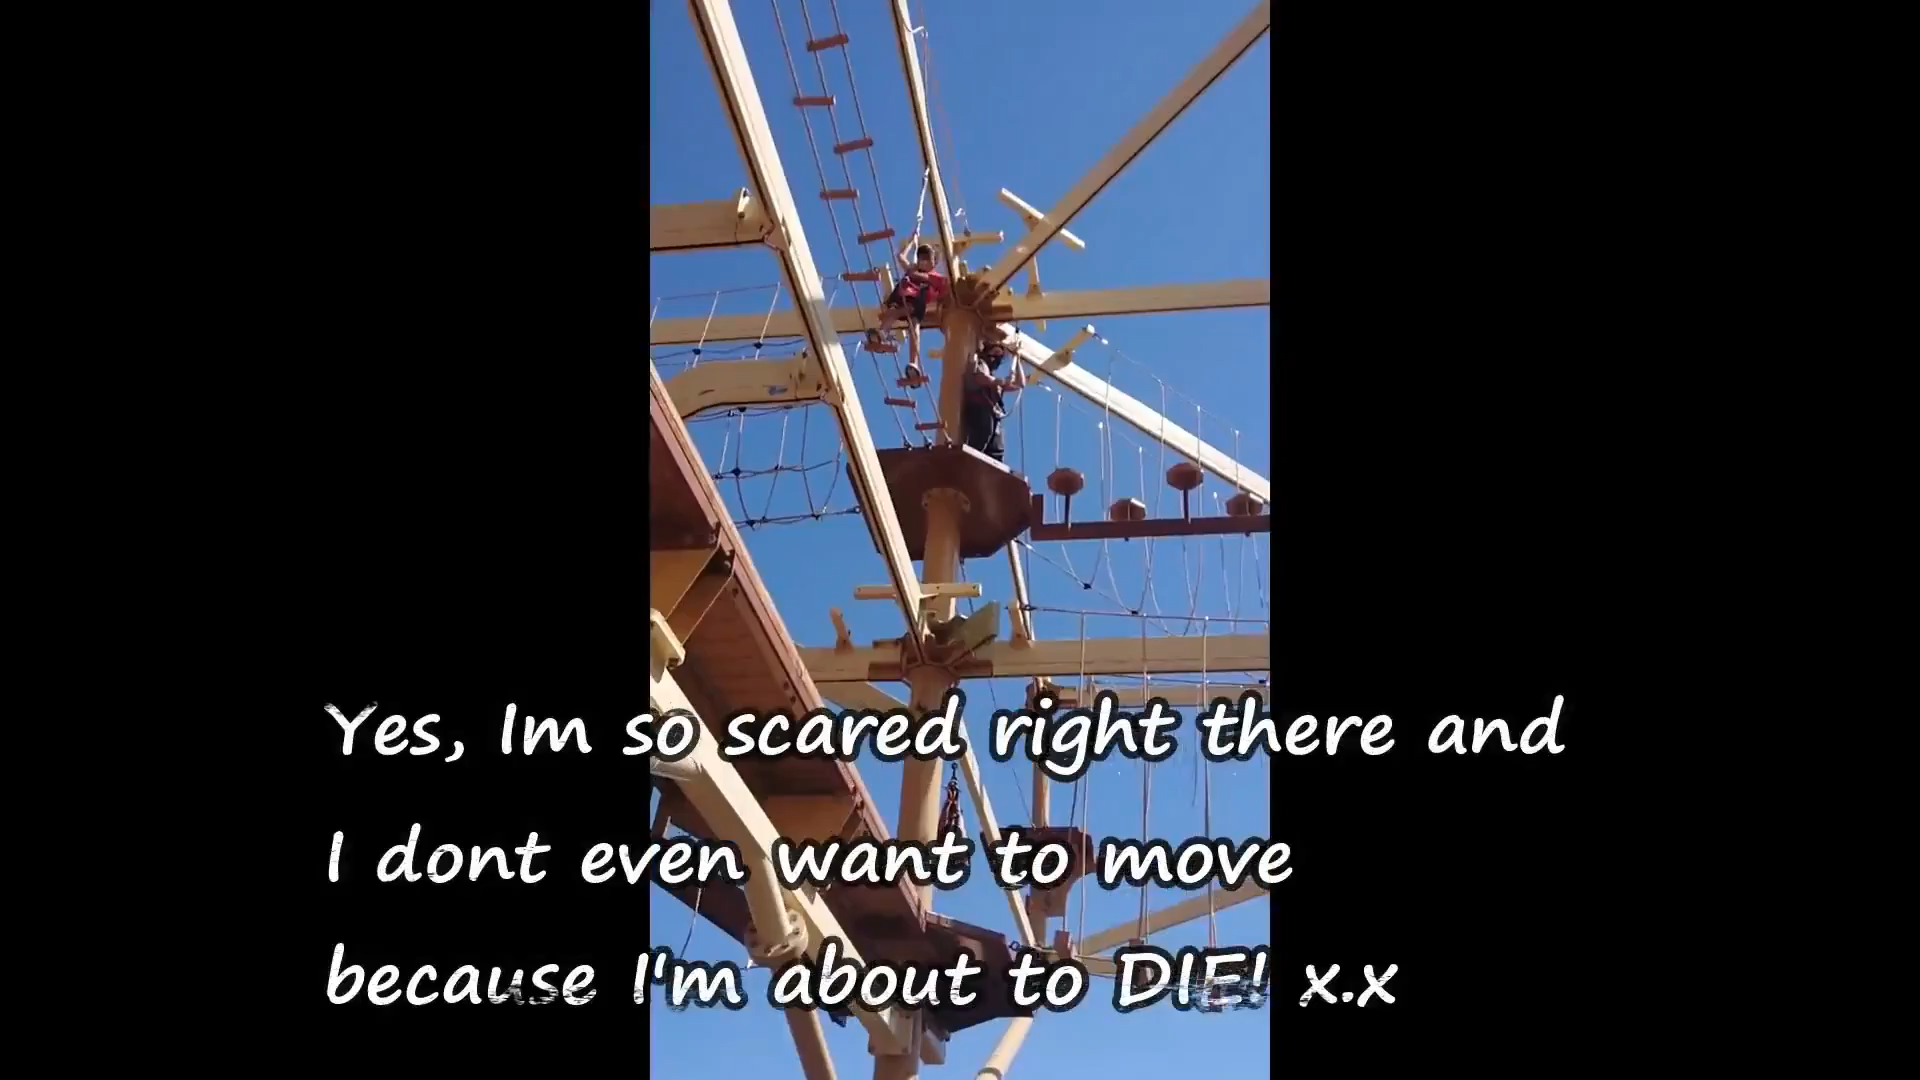 Yes, Im so scared right there and
I dont even want to move
because I'm about to DIE! x.x